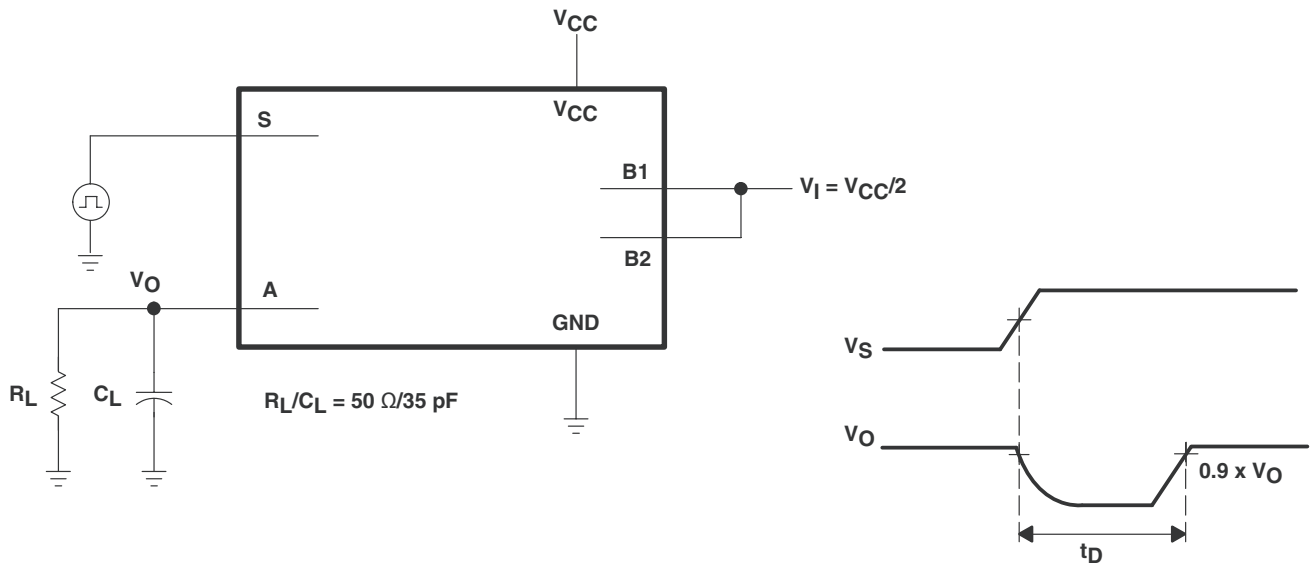 VCC
VCC
S
B1
VI = VCC/2
B2
VO
A
GND
RL
CL
RL/CL = 50 Ω/35 pF
VS
VO
0.9 x VO
tD